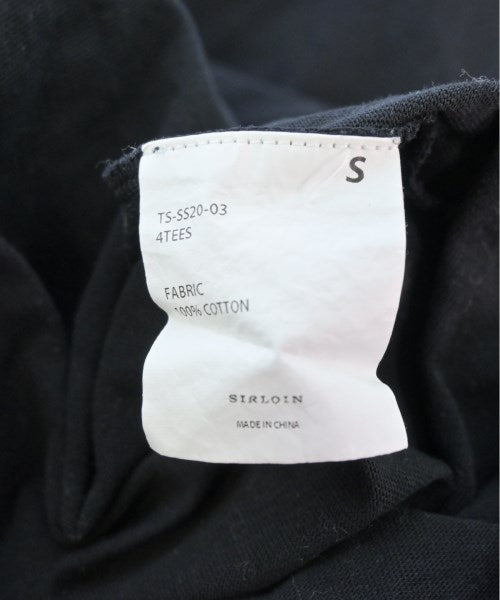 S
TS-SS20-03
4TEES
FABRIC
100% COTTON
SIRLOIN
MADE IN CHINA